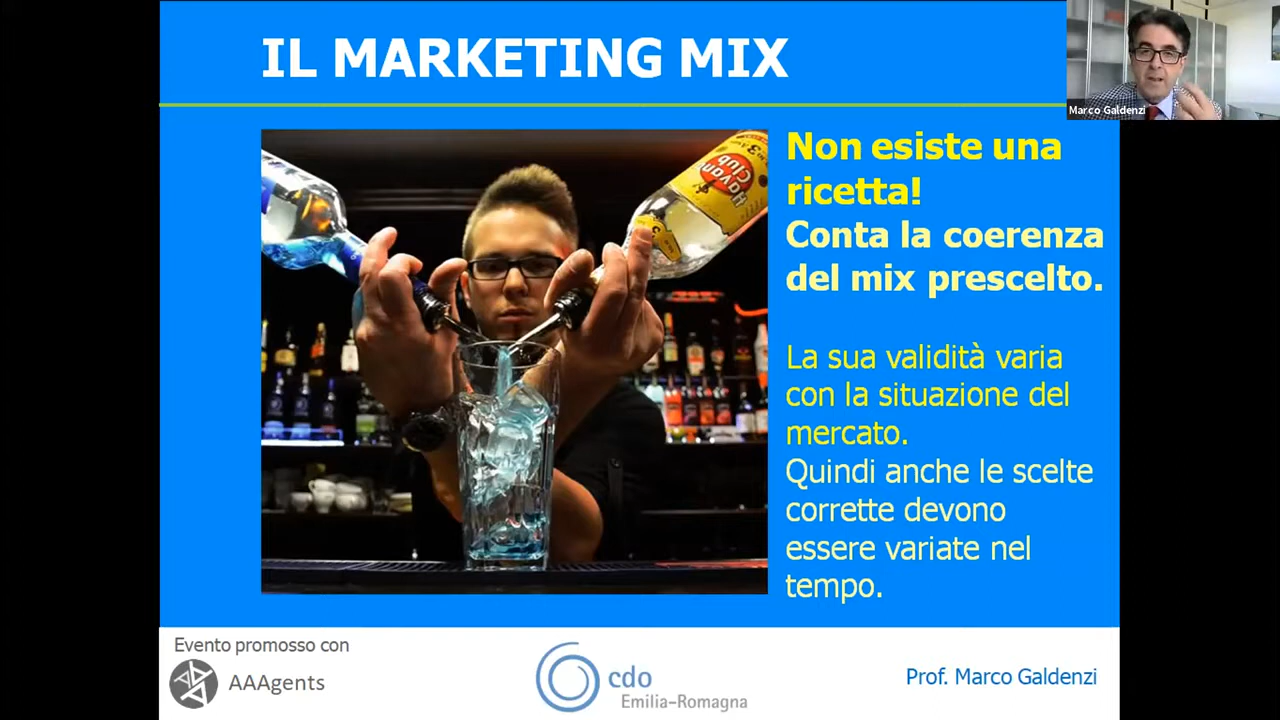 IL MARKETING MIX
Marco Galdenzi
Non esiste una
ricetta!
Conta la coerenza
del mix prescelto.
Havana
Club
La sua validità varia
con la situazione del
mercato.
Quindi anche le scelte
corrette devono
essere variate nel
tempo.
Evento promosso con
AAAgents
cdo
Emilia-Romagna
Prof. Marco Galdenzi